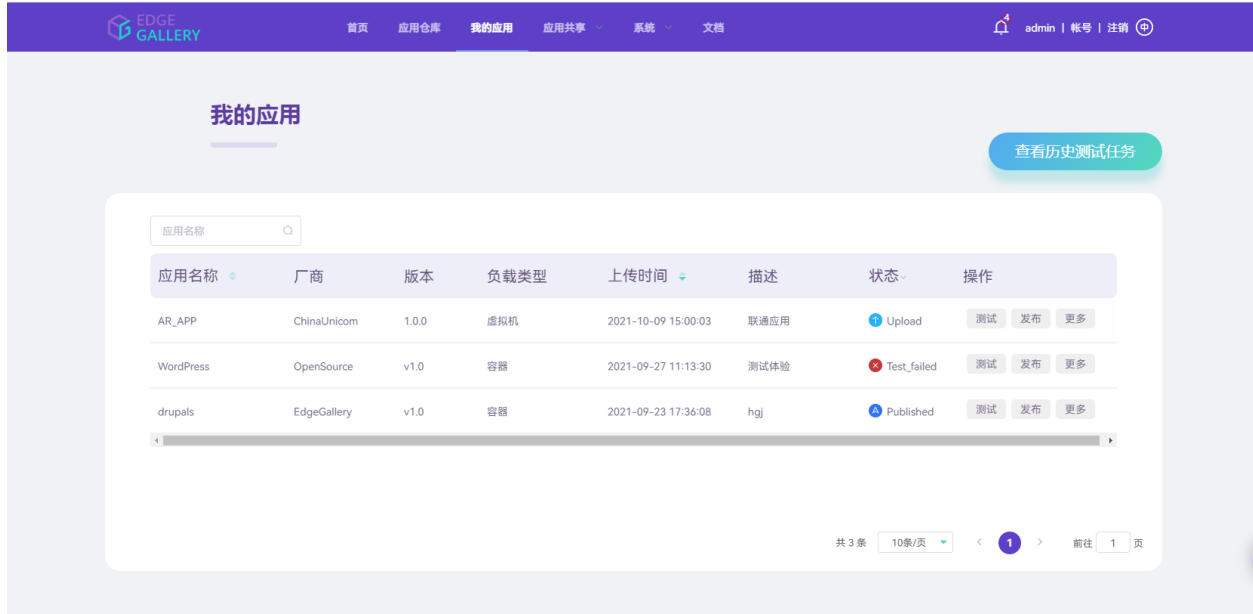 EDGE
GALLERY
首页 应用仓库 我的应用 应用共享 系统 文档
4
admin | 帐号 | 注销 中
我的应用
查看历史测试任务
应用名称
应用名称 厂商 版本 负载类型 上传时间 描述 状态 操作
AR_APP ChinaUnicom 1.0.0 虚拟机 2021-10-09 15:00:03 联通应用 Upload 测试 发布 更多
WordPress OpenSource v1.0 容器 2021-09-27 11:13:30 测试体验 Test_failed 测试 发布 更多
drupals EdgeGallery v1.0 容器 2021-09-23 17:36:08 hgj Published 测试 发布 更多
共 3 条 10条/页 1 前往 1 页